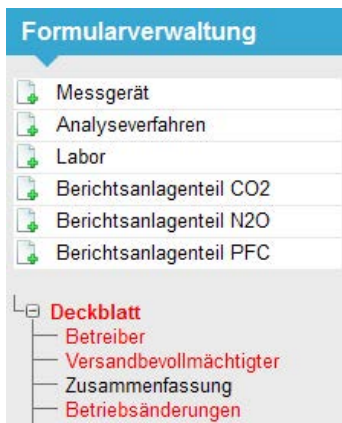 Formularverwaltung
Messgerät
Analyseverfahren
Labor
Berichtsanlagenteil CO2
Berichtsanlagenteil N2O
Berichtsanlagenteil PFC
Deckblatt
Betreiber
Versandbevollmächtigter
Zusammenfassung
Betriebsänderungen